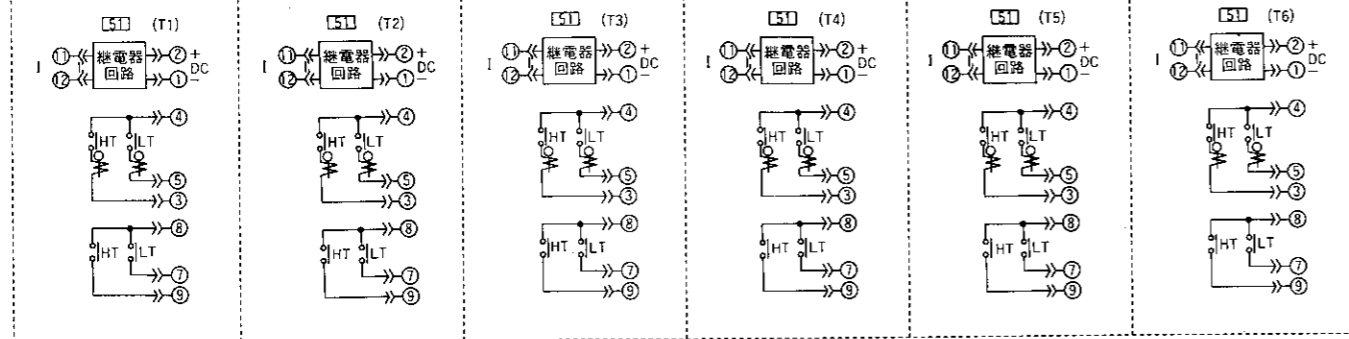 51 (T1) 51 (T2) 51 (T3) 51 (T4) 51 (T5) 51 (T6)
11 継電器 2 + 11 継電器 2 + 11 継電器 2 + 11 継電器 2 + 11 継電器 2 + 11 継電器 2 +
I DC I DC I DC I DC I DC I DC
12 回路 1 − 12 回路 1 − 12 回路 1 − 12 回路 1 − 12 回路 1 − 12 回路 1 −
4 4 4 4 4 4
HT LT HT LT HT LT HT LT HT LT HT LT
5 5 5 5 5 5
3 3 3 3 3 3
8 8 8 8 8 8
HT LT HT LT HT LT HT LT HT LT HT LT
7 7 7 7 7 7
9 9 9 9 9 9